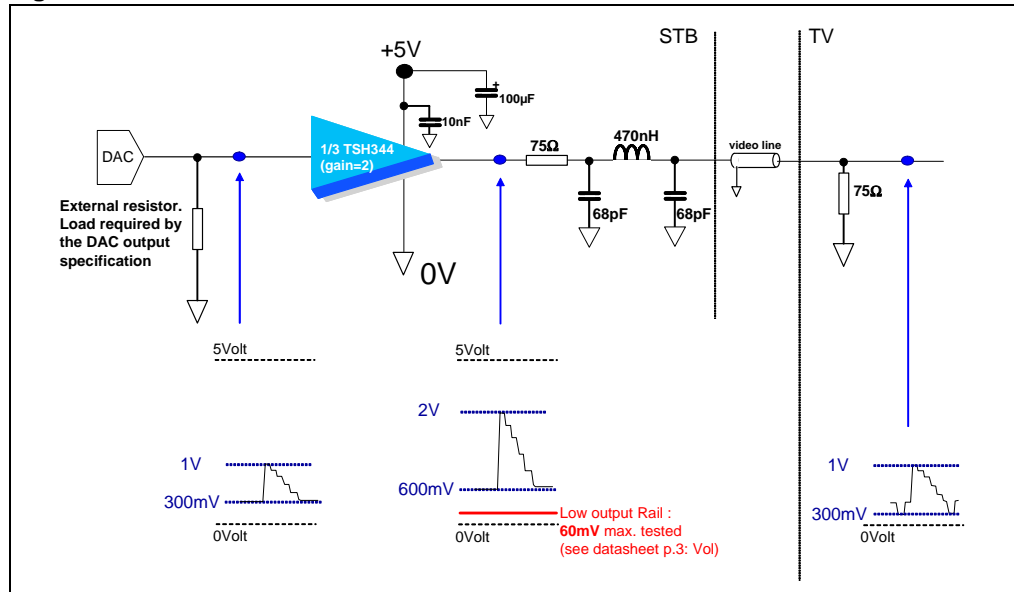 STB
TV
+5V
100µF
+
10nF
DAC
1/3 TSH344
(gain=2)
75Ω
470nH
video line
68pF
68pF
75Ω
External resistor.
Load required by
the DAC output
specification
0V
5Volt
5Volt
2V
1V
300mV
0Volt
600mV
Low output Rail :
60mV max. tested
(see datasheet p.3: Vol)
0Volt
1V
300mV
0Volt